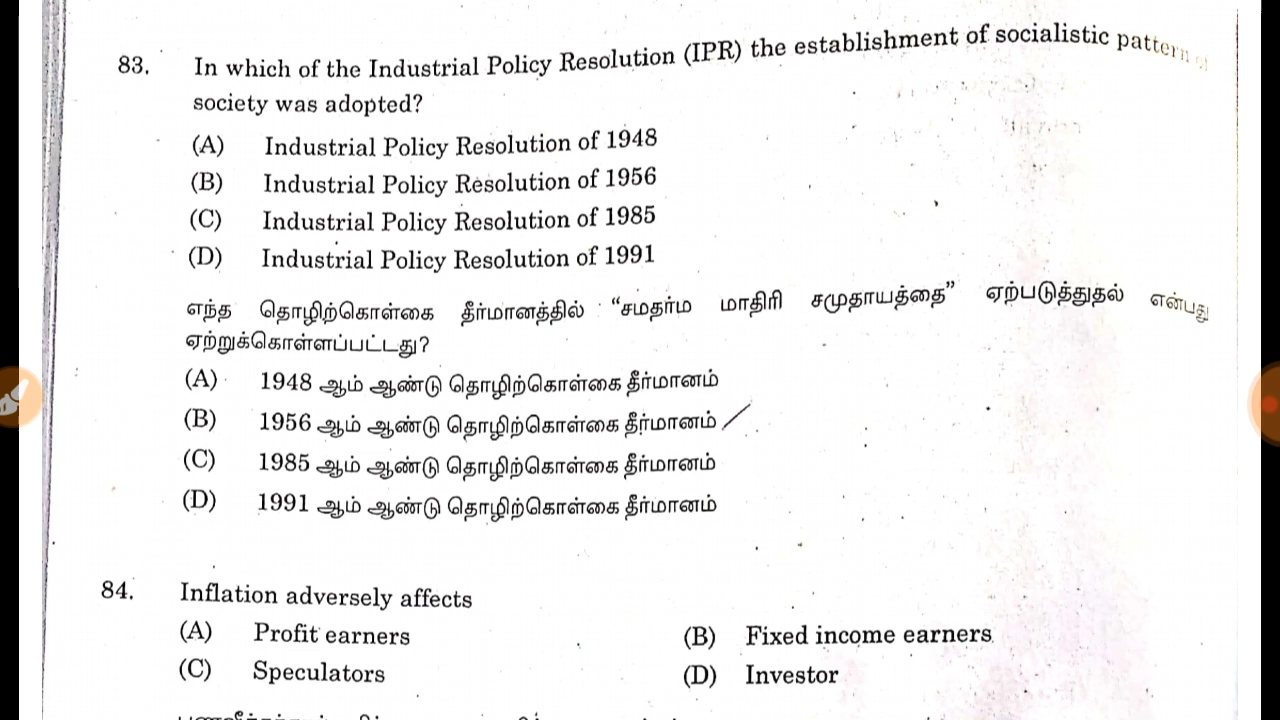 83. In which of the Industrial Policy Resolution (IPR) the establishment of socialistic pattern of
society was adopted?
(A) Industrial Policy Resolution of 1948
(B) Industrial Policy Resolution of 1956
(C) Industrial Policy Resolution of 1985
(D) Industrial Policy Resolution of 1991
எந்த தொழிற்கொள்கை தீர்மானத்தில் “சமதர்ம மாதிரி சமுதாயத்தை” ஏற்படுத்துதல் என்பது
ஏற்றுக்கொள்ளப்பட்டது?
(A) 1948 ஆம் ஆண்டு தொழிற்கொள்கை தீர்மானம்
(B) 1956 ஆம் ஆண்டு தொழிற்கொள்கை தீர்மானம்
(C) 1985 ஆம் ஆண்டு தொழிற்கொள்கை தீர்மானம்
(D) 1991 ஆம் ஆண்டு தொழிற்கொள்கை தீர்மானம்
84. Inflation adversely affects
(A) Profit earners (B) Fixed income earners
(C) Speculators (D) Investor